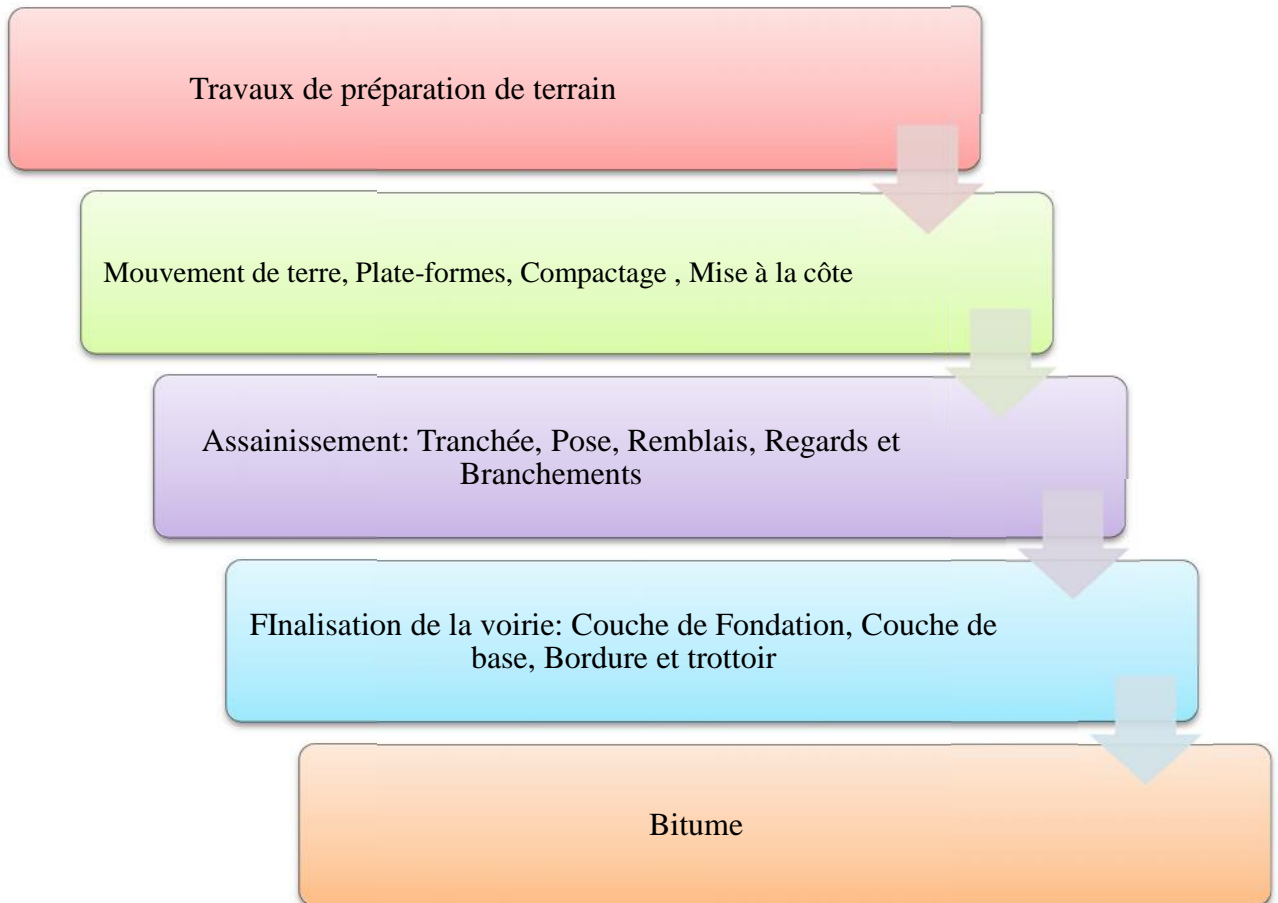 Travaux de préparation de terrain
Mouvement de terre, Plate-formes, Compactage , Mise à la côte
Assainissement: Tranchée, Pose, Remblais, Regards et
Branchements
FInalisation de la voirie: Couche de Fondation, Couche de
base, Bordure et trottoir
Bitume